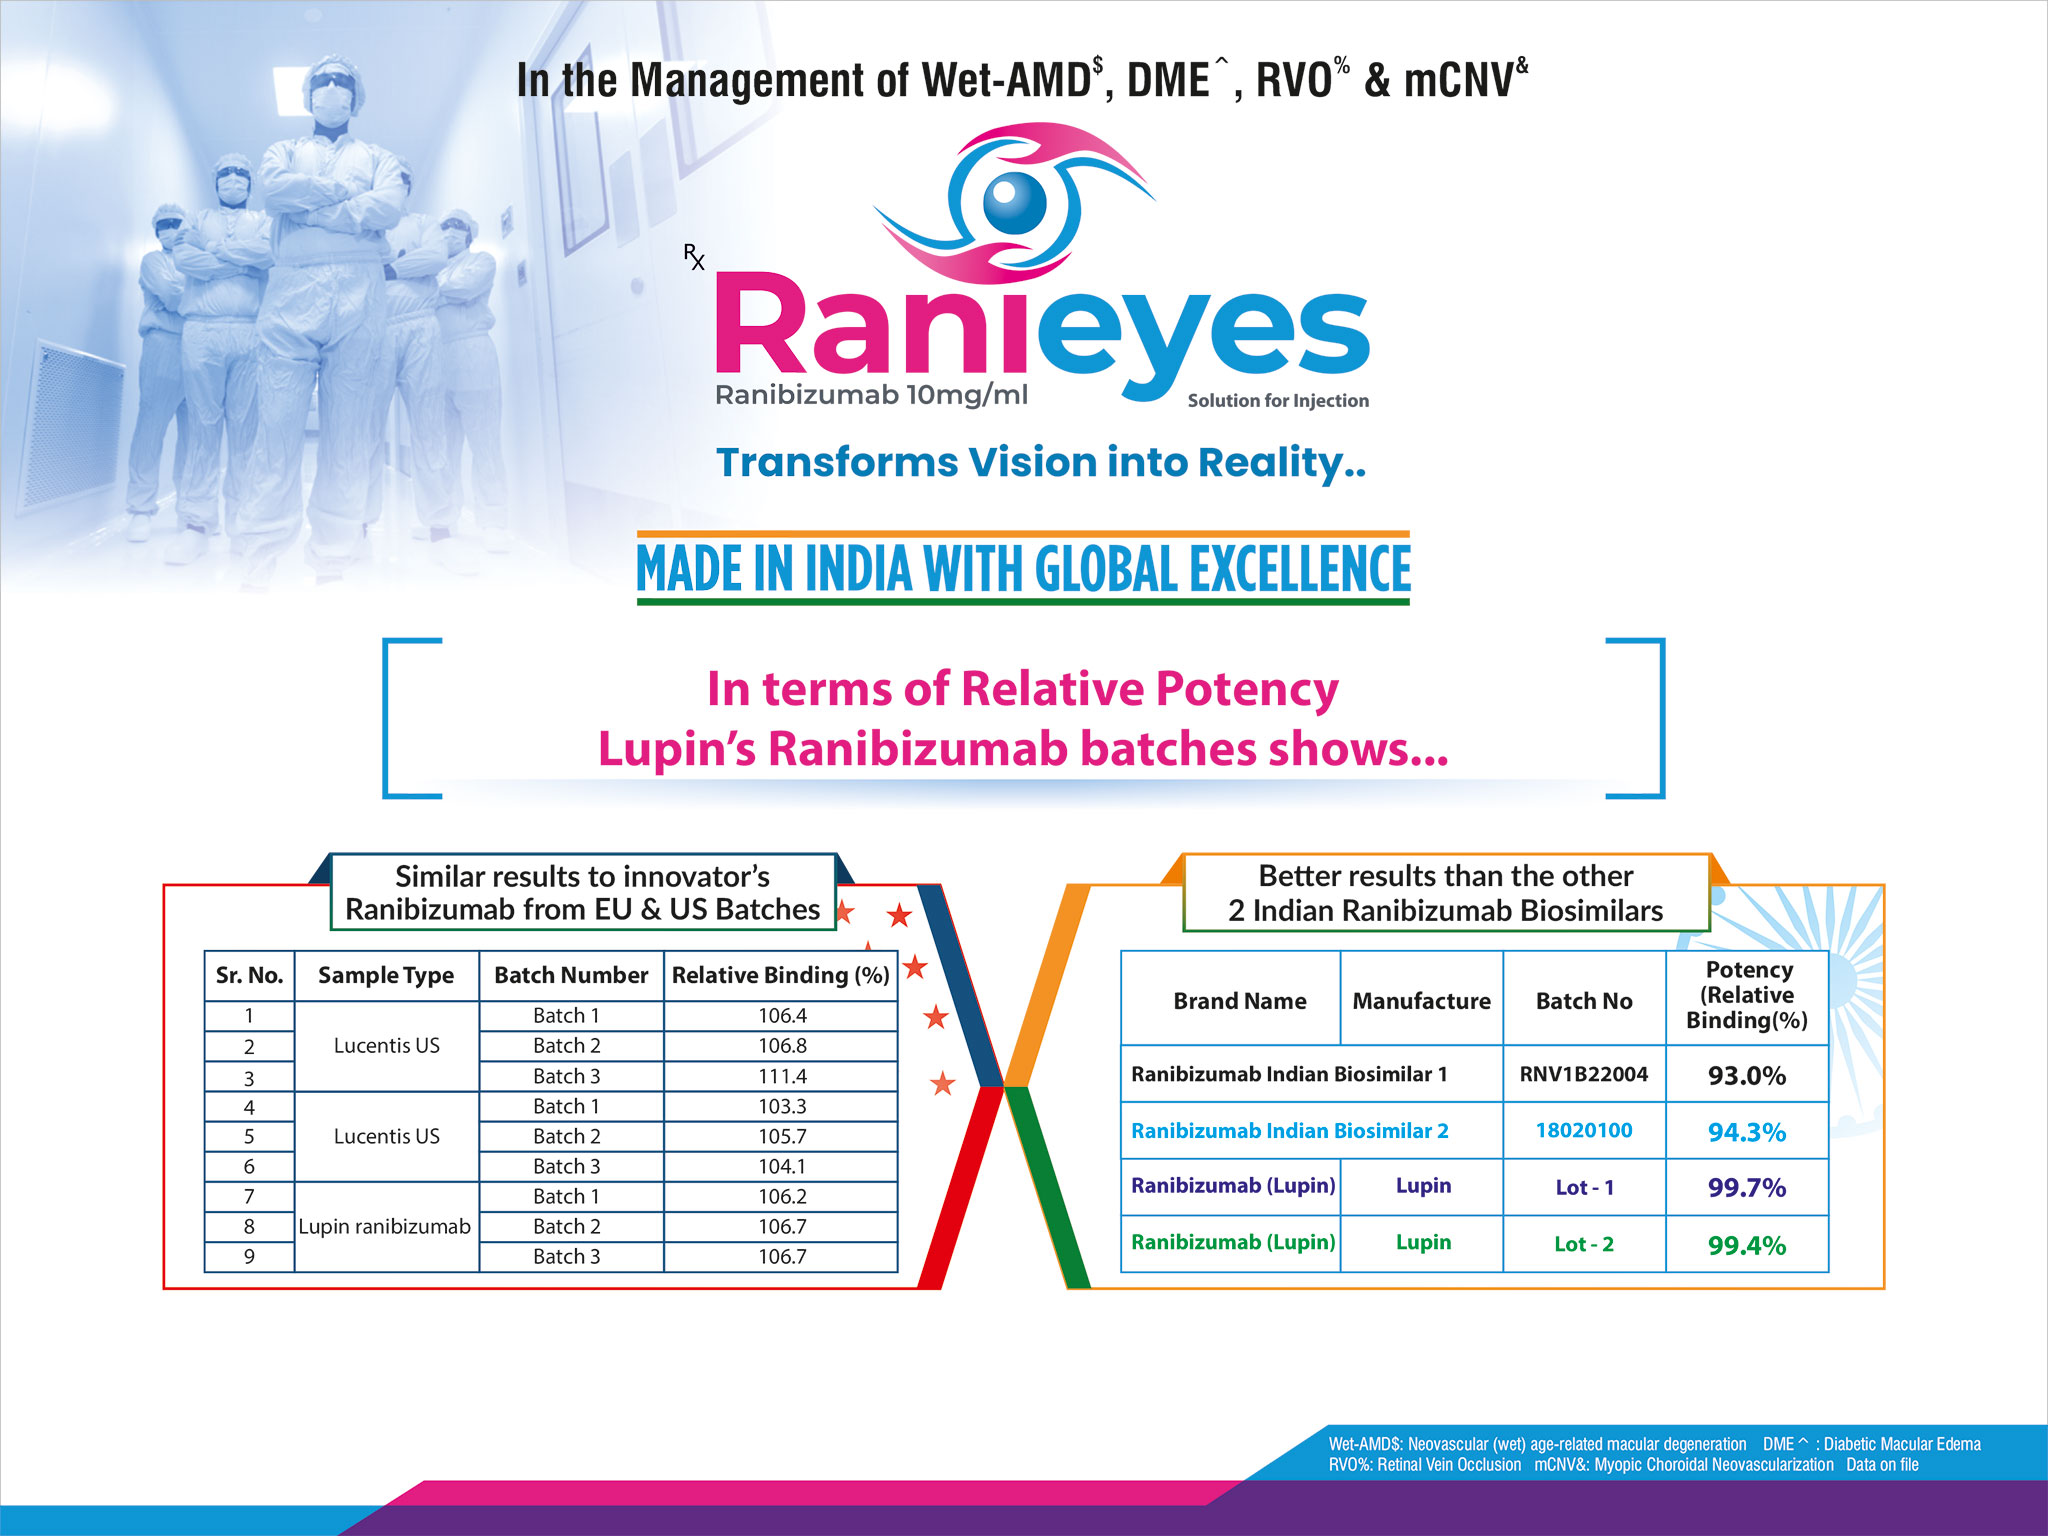 In the Management of Wet-AMD$, DME^, RVO% & mCNV&
Rx
Ranieyes
Ranibizumab 10mg/ml
Solution for Injection
Transforms Vision into Reality..
MADE IN INDIA WITH GLOBAL EXCELLENCE
In terms of Relative Potency
Lupin's Ranibizumab batches shows...
Similar results to innovator's
Ranibizumab from EU & US Batches
Sr. No. Sample Type Batch Number Relative Binding (%)
1 Batch 1 106.4
2 Lucentis US Batch 2 106.8
3 Batch 3 111.4
4 Batch 1 103.3
5 Lucentis US Batch 2 105.7
6 Batch 3 104.1
7 Batch 1 106.2
8 Lupin ranibizumab Batch 2 106.7
9 Batch 3 106.7
Better results than the other
2 Indian Ranibizumab Biosimilars
Brand Name Manufacture Batch No Potency
(Relative
Binding(%)
Ranibizumab Indian Biosimilar 1 RNV1B22004 93.0%
Ranibizumab Indian Biosimilar 2 18020100 94.3%
Ranibizumab (Lupin) Lupin Lot - 1 99.7%
Ranibizumab (Lupin) Lupin Lot - 2 99.4%
Wet-AMD$: Neovascular (wet) age-related macular degeneration DME^ : Diabetic Macular Edema
RVO%: Retinal Vein Occlusion mCNV&: Myopic Choroidal Neovascularization Data on file